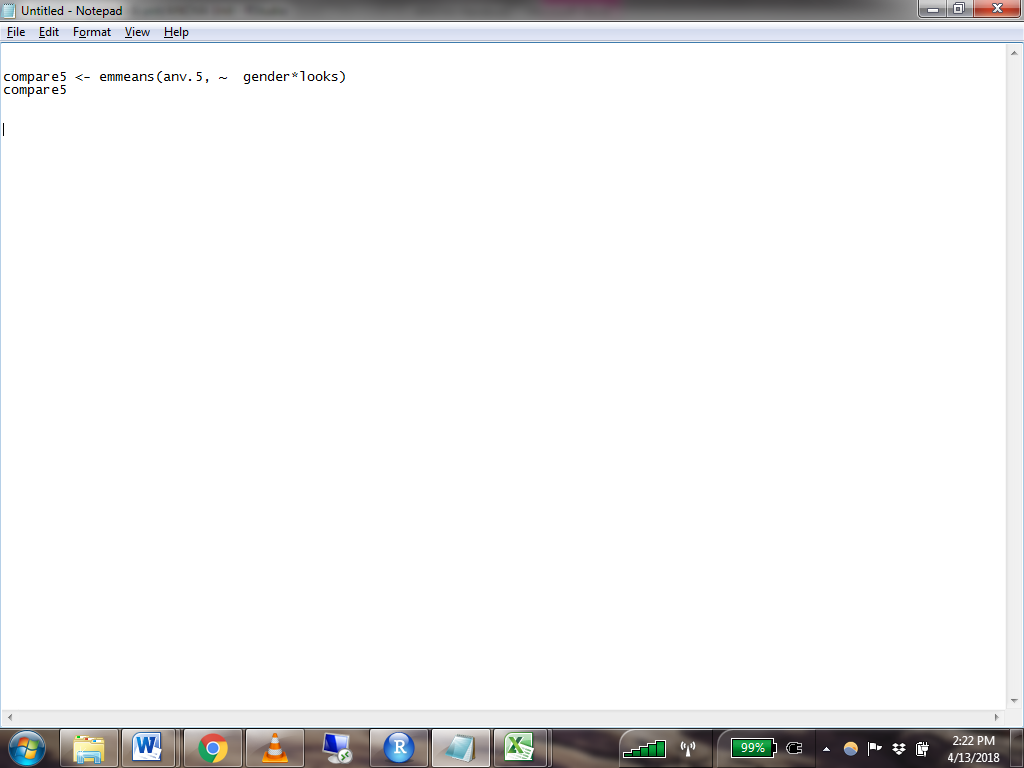 Untitled - Notepad
File Edit Format View Help
compare5 <- emmeans(anv.5, ~  gender*looks)
compare5
99%
2:22 PM
4/13/2018